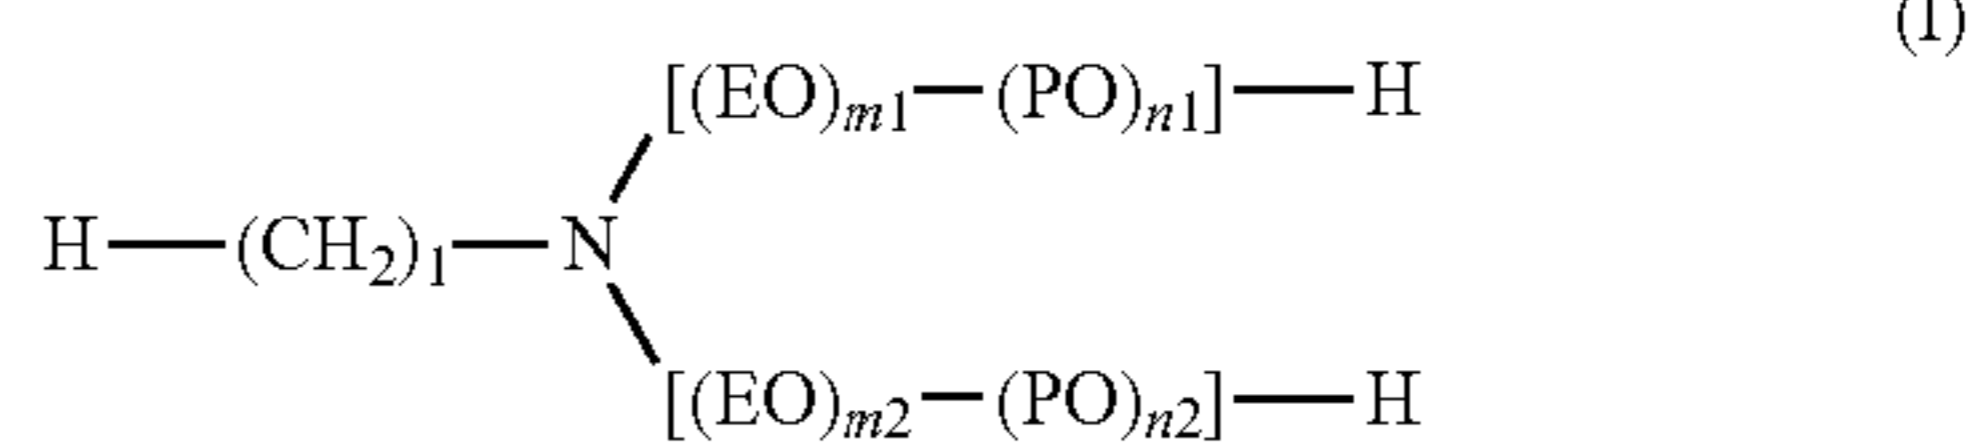 (I)
[(EO)m1—(PO)n1]—H
H—(CH2)1—N
[(EO)m2—(PO)n2]—H